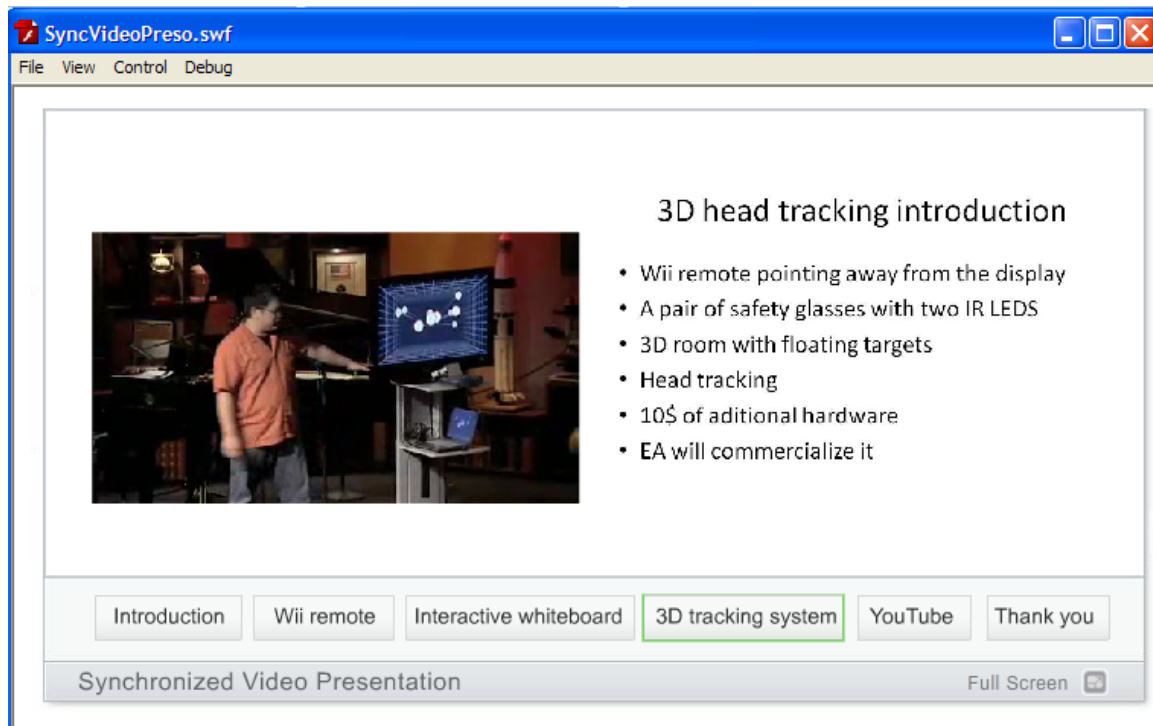 SyncVideoPreso.swf
File View Control Debug
3D head tracking introduction
• Wii remote pointing away from the display
• A pair of safety glasses with two IR LEDS
• 3D room with floating targets
• Head tracking
• 10$ of aditional hardware
• EA will commercialize it
Introduction Wii remote Interactive whiteboard 3D tracking system YouTube Thank you
Synchronized Video Presentation Full Screen